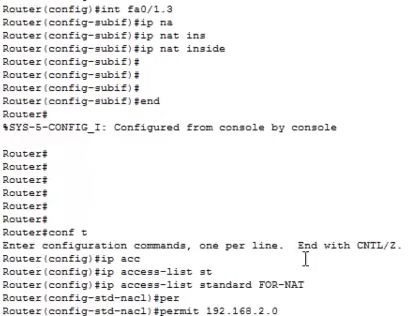 Router(config)#int fa0/1.3
Router(config-subif)#ip na
Router(config-subif)#ip nat ins
Router(config-subif)#ip nat inside
Router(config-subif)#
Router(config-subif)#
Router(config-subif)#
Router(config-subif)#end
Router#
%SYS-5-CONFIG_I: Configured from console by console
Router#
Router#
Router#
Router#
Router#
Router#
Router#conf t
Enter configuration commands, one per line.  End with CNTL/Z.
Router(config)#ip acc
Router(config)#ip access-list st
Router(config)#ip access-list standard FOR-NAT
Router(config-std-nacl)#per
Router(config-std-nacl)#permit 192.168.2.0